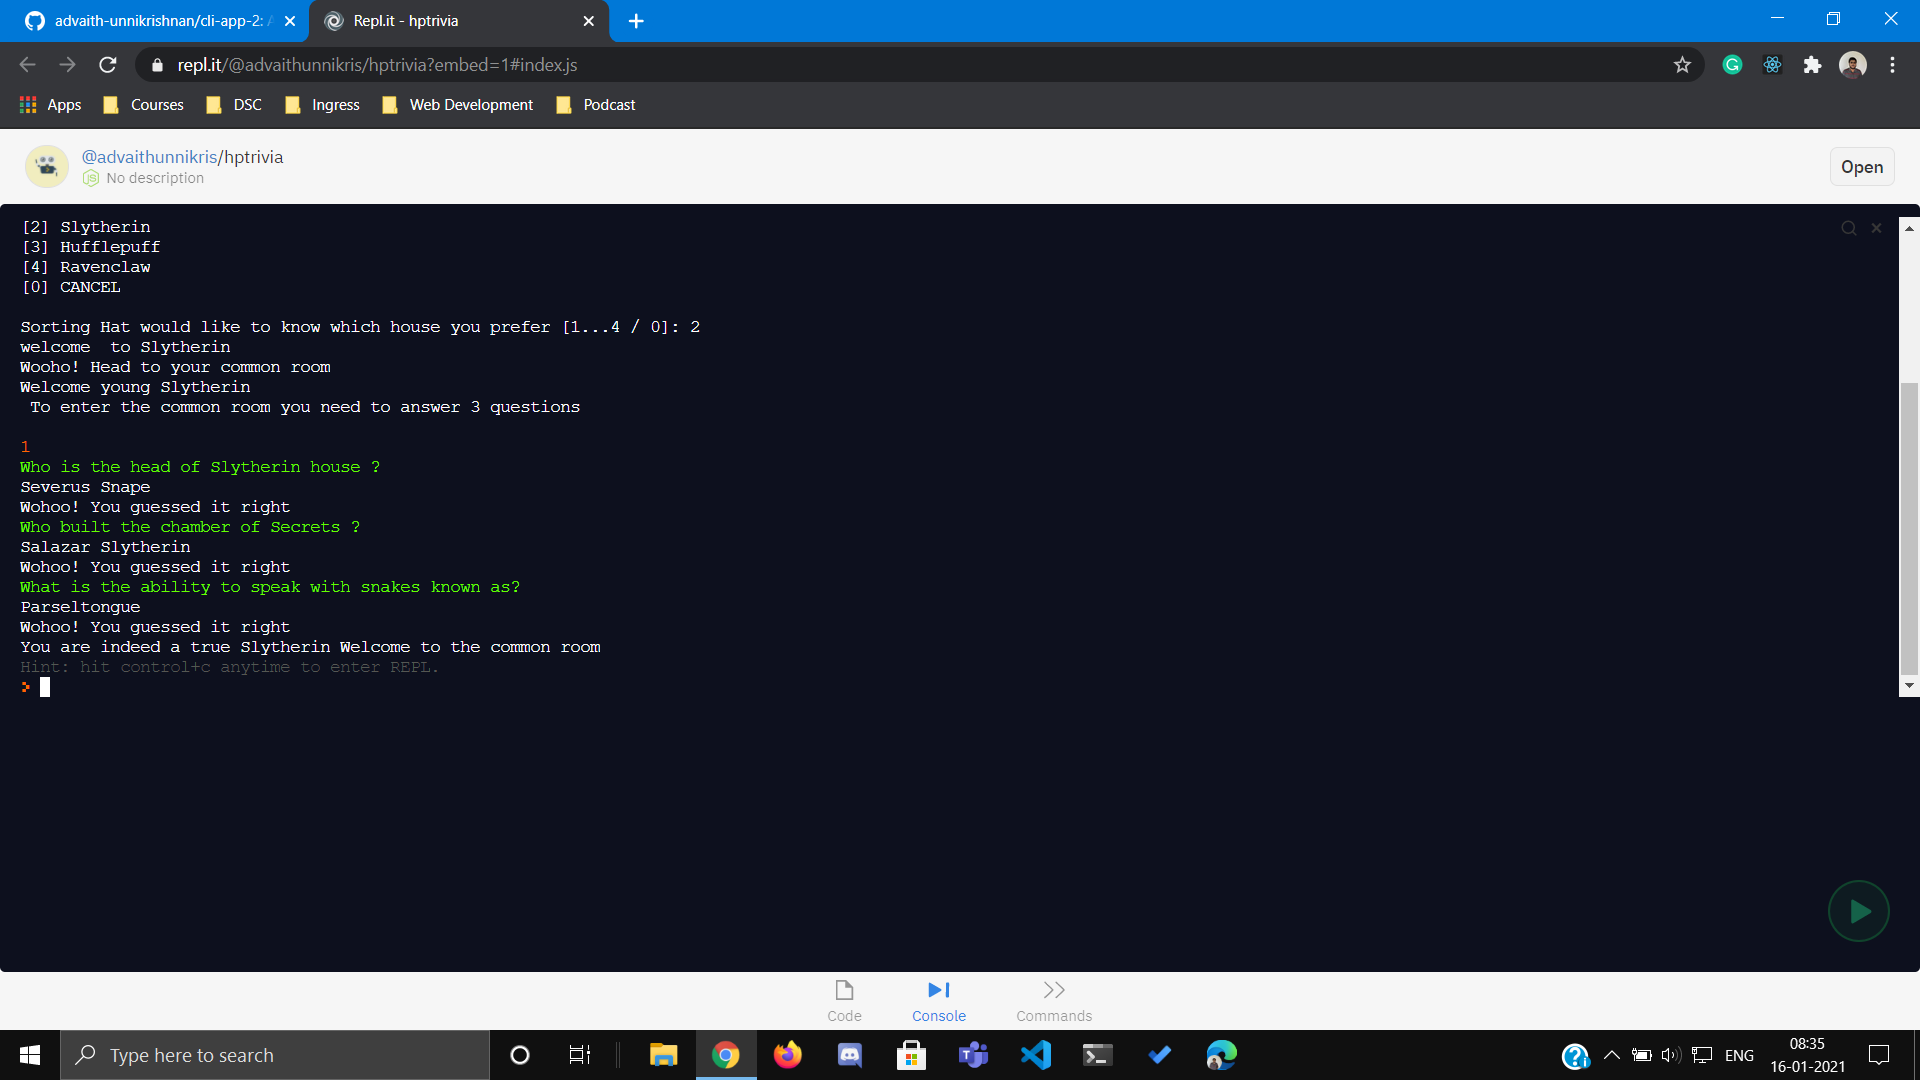 advaith-unnikrishnan/cli-app-2:
Repl.it - hptrivia
repl.it/@advaithunnikris/hptrivia?embed=1#index.js
Apps
Courses
DSC
Ingress
Web Development
Podcast
@advaithunnikris/hptrivia
No description
Open
[2] Slytherin
[3] Hufflepuff
[4] Ravenclaw
[0] CANCEL
Sorting Hat would like to know which house you prefer [1...4 / 0]: 2
welcome  to Slytherin
Wooho! Head to your common room
Welcome young Slytherin
To enter the common room you need to answer 3 questions
1
Who is the head of Slytherin house ?
Severus Snape
Wohoo! You guessed it right
Who built the chamber of Secrets ?
Salazar Slytherin
Wohoo! You guessed it right
What is the ability to speak with snakes known as?
Parseltongue
Wohoo! You guessed it right
You are indeed a true Slytherin Welcome to the common room
Hint: hit control+c anytime to enter REPL.
>
Code
Console
Commands
Type here to search
ENG
08:35
16-01-2021